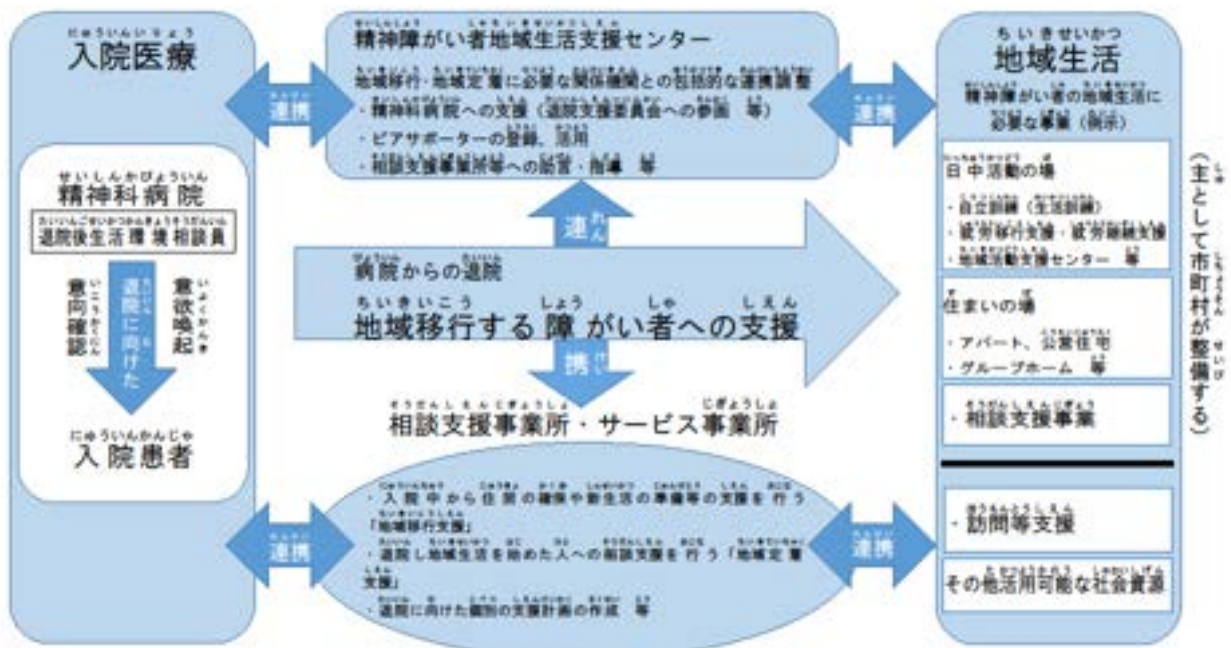 入院医療
精神科病院
退院後生活環境相談員
意向確認
退院に向けた
意欲喚起
入院患者
精神障がい者地域生活支援センター
地域移行・地域定着に必要な関係機関との包括的な連携調整
・精神科病院への支援（退院支援委員会への参画 等）
・ピアサポーターの登録、活用
・相談支援事業所等への助言・指導 等
連携
連携
連
病院からの退院
地域移行する障がい者への支援
携
相談支援事業所・サービス事業所
・入院中から住居の確保や新生活の準備等の支援を行う
「地域移行支援」
・退院し地域生活を始めた人への相談支援を行う「地域定着
支援」
・退院に向けた個別の支援計画の作成 等
連携
連携
地域生活
精神障がい者の地域生活に
必要な事業（例示）
日中活動の場
・自立訓練（生活訓練）
・就労移行支援・就労継続支援
・地域活動支援センター 等
住まいの場
・アパート、公営住宅
・グループホーム 等
・相談支援事業
・訪問等支援
その他活用可能な社会資源
（主として市町村が整備する）